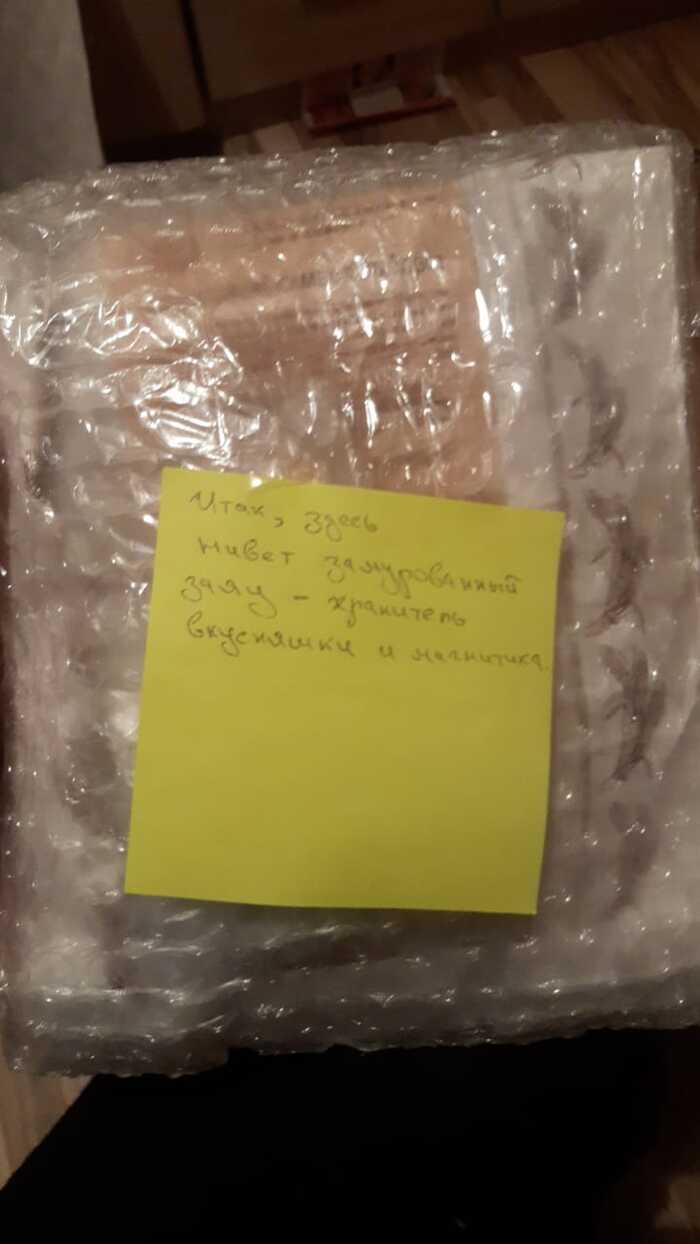 Итак, здесь
живет замурованный
заяц - хранитель
вкусняшки и магнитика.